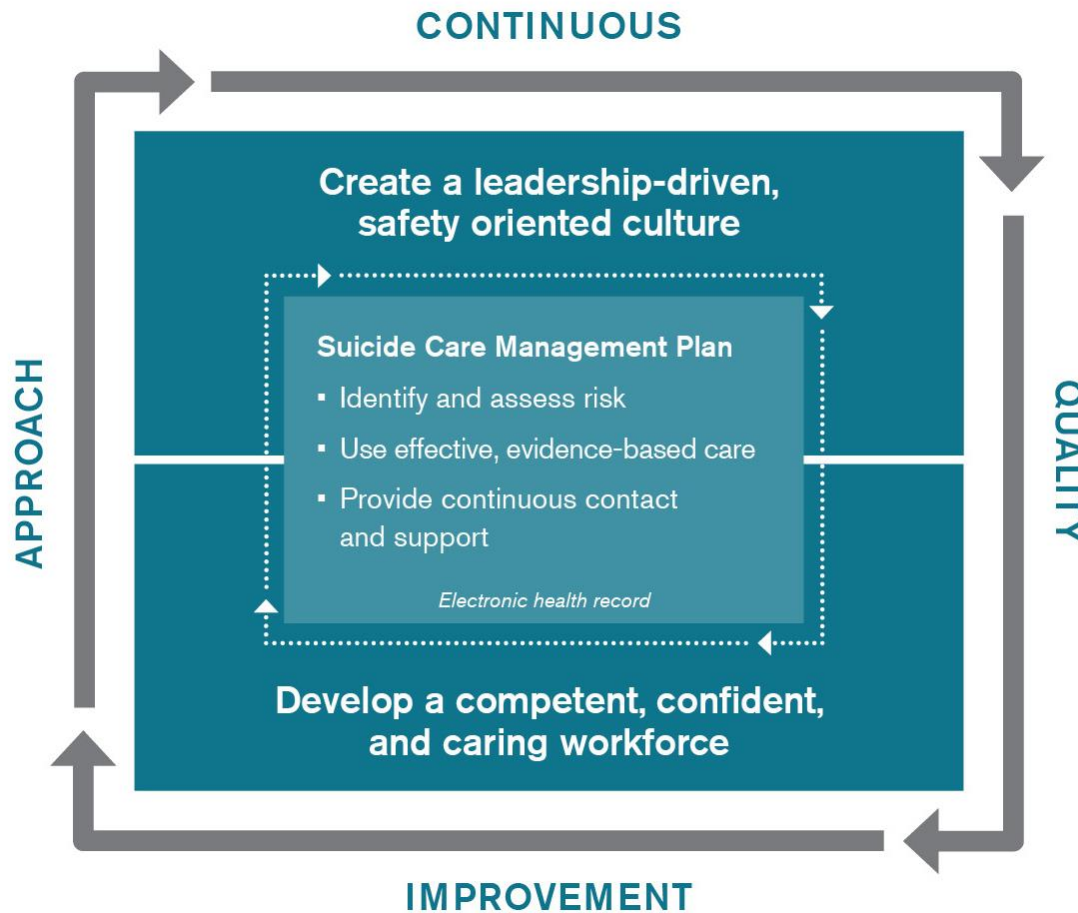 CONTINUOUS
Create a leadership-driven,
safety oriented culture
Suicide Care Management Plan
▪ Identify and assess risk
▪ Use effective, evidence-based care
▪ Provide continuous contact
and support
Electronic health record
Develop a competent, confident,
and caring workforce
QUALITY
IMPROVEMENT
APPROACH